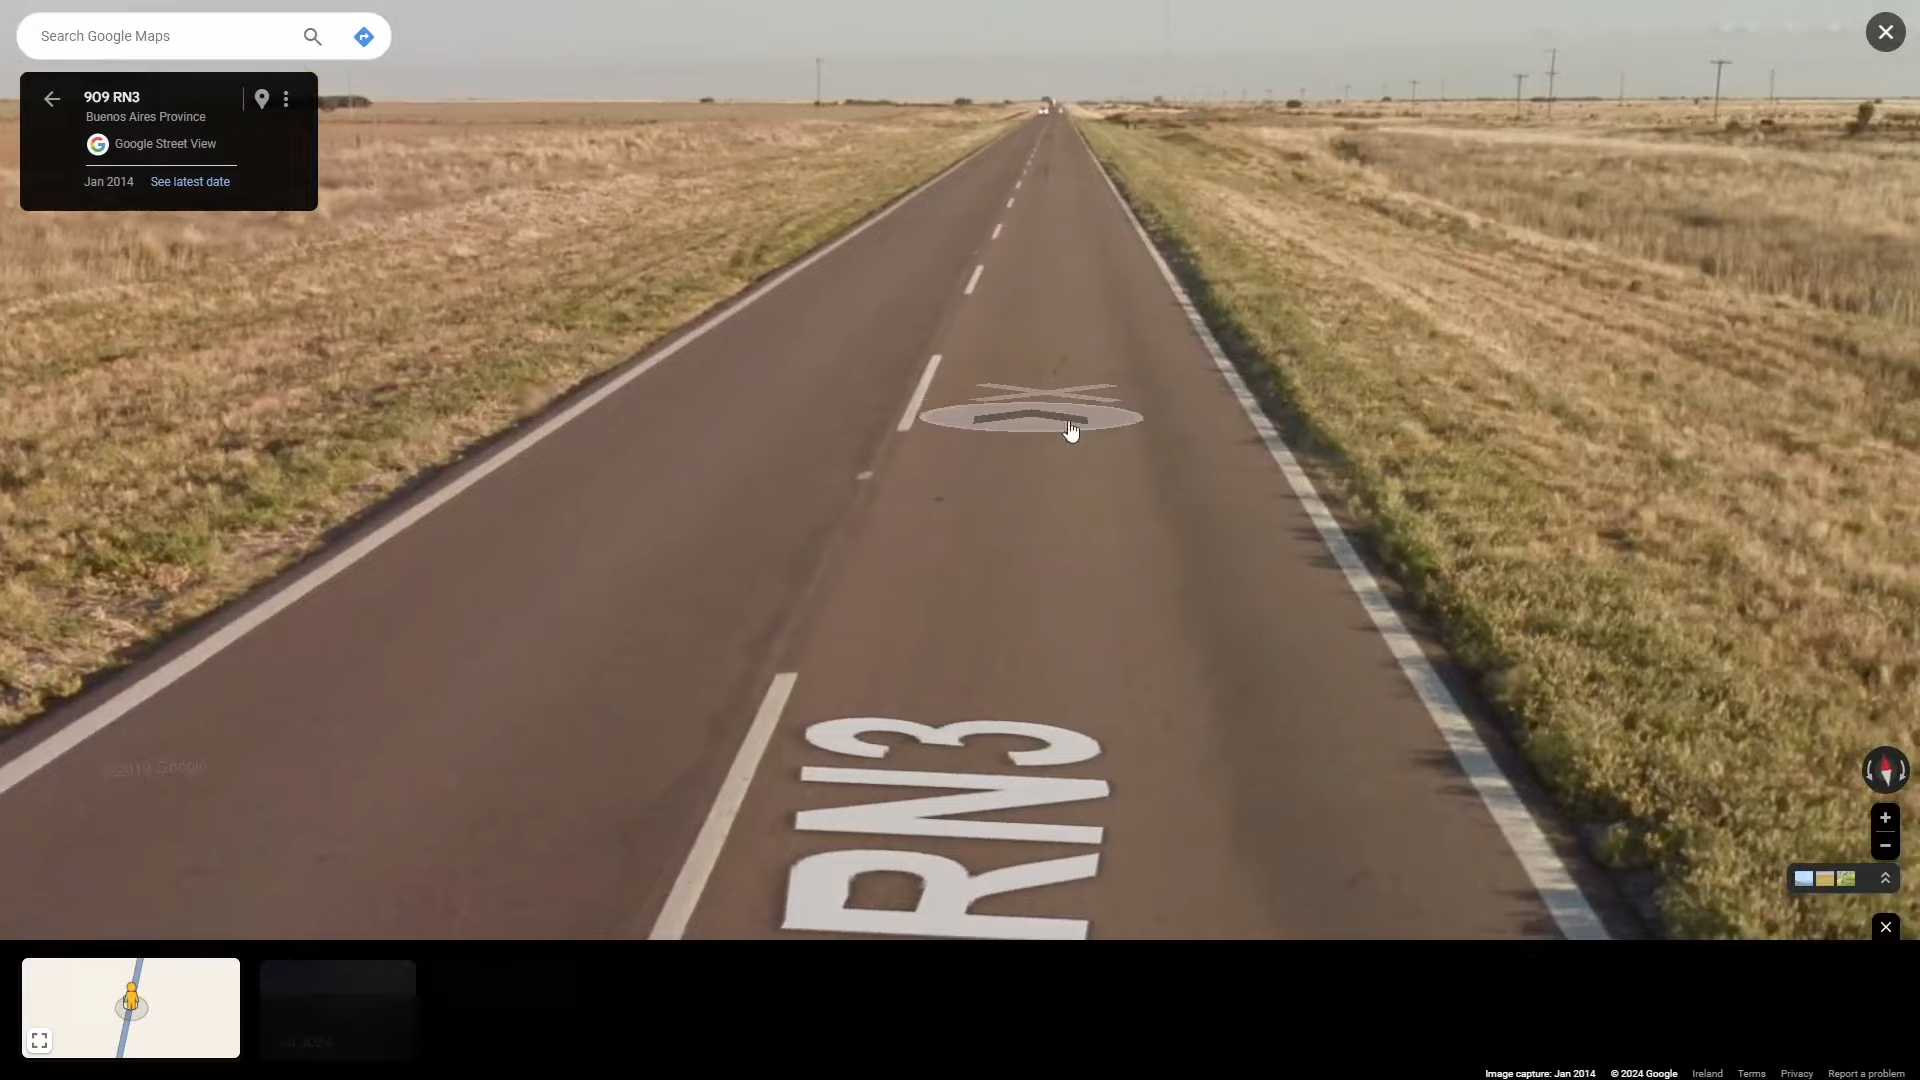 Search Google Maps
909 RN3
Buenos Aires Province
Google Street View
Jan 2014 See latest date
RN3
Image capture: Jan 2014 © 2024 Google Ireland Terms Privacy Report a problem